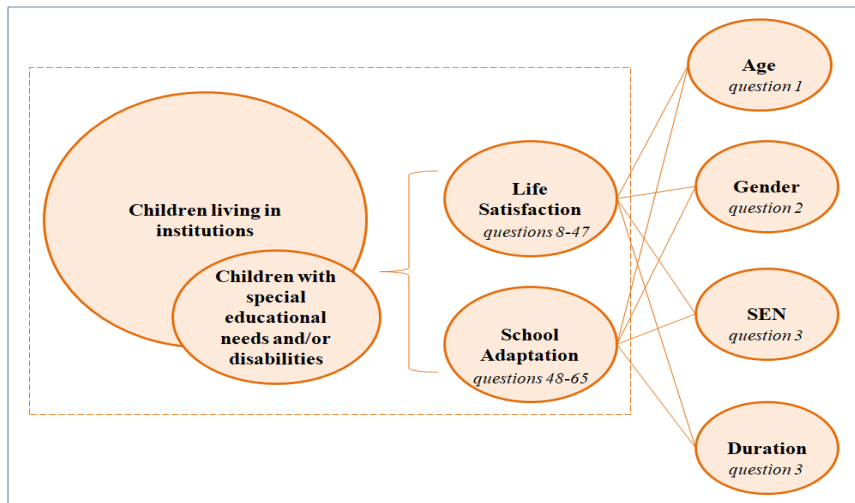 Children living in
institutions
Children with
special
educational
needs and/or
disabilities
Life
Satisfaction
questions 8-47
School
Adaptation
questions 48-65
Age
question 1
Gender
question 2
SEN
question 3
Duration
question 3